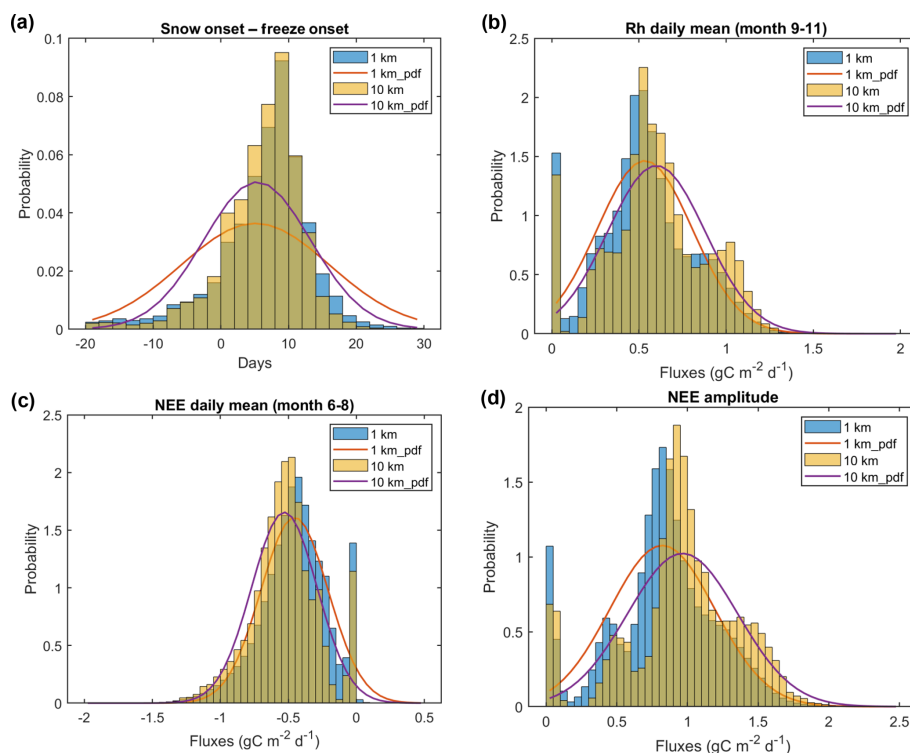 (a)
Snow onset – freeze onset
0.1
0.08
0.06
0.04
0.02
0
Probability
-20 -10 0 10 20 30
Days
1 km
1 km_pdf
10 km
10 km_pdf
(b)
Rh daily mean (month 9-11)
2.5
2
1.5
1
0.5
0
Probability
0 0.5 1 1.5 2
Fluxes (gC m⁻² d⁻¹)
1 km
1 km_pdf
10 km
10 km_pdf
(c)
NEE daily mean (month 6-8)
2.5
2
1.5
1
0.5
0
Probability
-2 -1.5 -1 -0.5 0 0.5
Fluxes (gC m⁻² d⁻¹)
1 km
1 km_pdf
10 km
10 km_pdf
(d)
NEE amplitude
2
1.5
1
0.5
0
Probability
0 0.5 1 1.5 2 2.5
Fluxes (gC m⁻² d⁻¹)
1 km
1 km_pdf
10 km
10 km_pdf